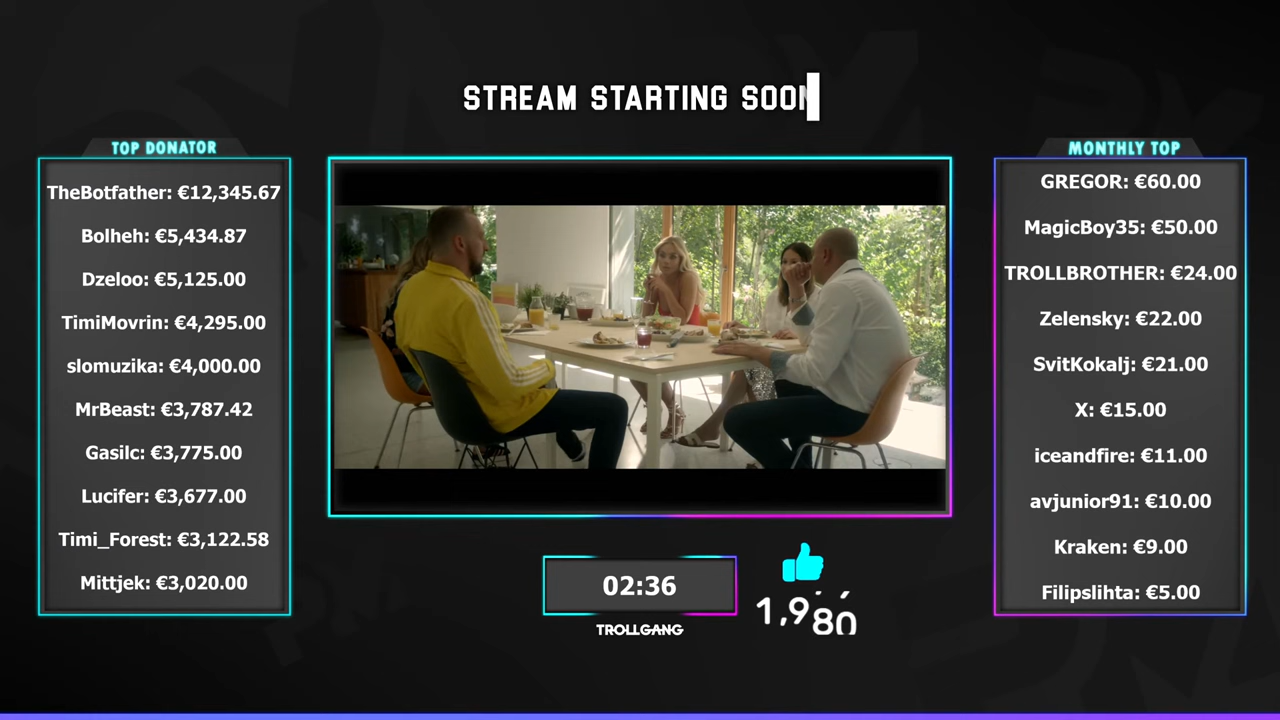 STREAM STARTING SOON
TOP DONATOR
TheBotfather: €12,345.67
Bolheh: €5,434.87
Dzeloo: €5,125.00
TimiMovrin: €4,295.00
slomuzika: €4,000.00
MrBeast: €3,787.42
Gasilc: €3,775.00
Lucifer: €3,677.00
Timi_Forest: €3,122.58
Mittjek: €3,020.00
MONTHLY TOP
GREGOR: €60.00
MagicBoy35: €50.00
TROLLBROTHER: €24.00
Zelensky: €22.00
SvitKokalj: €21.00
X: €15.00
iceandfire: €11.00
avjunior91: €10.00
Kraken: €9.00
Filipslihta: €5.00
02:36
TROLLGANG
1,980